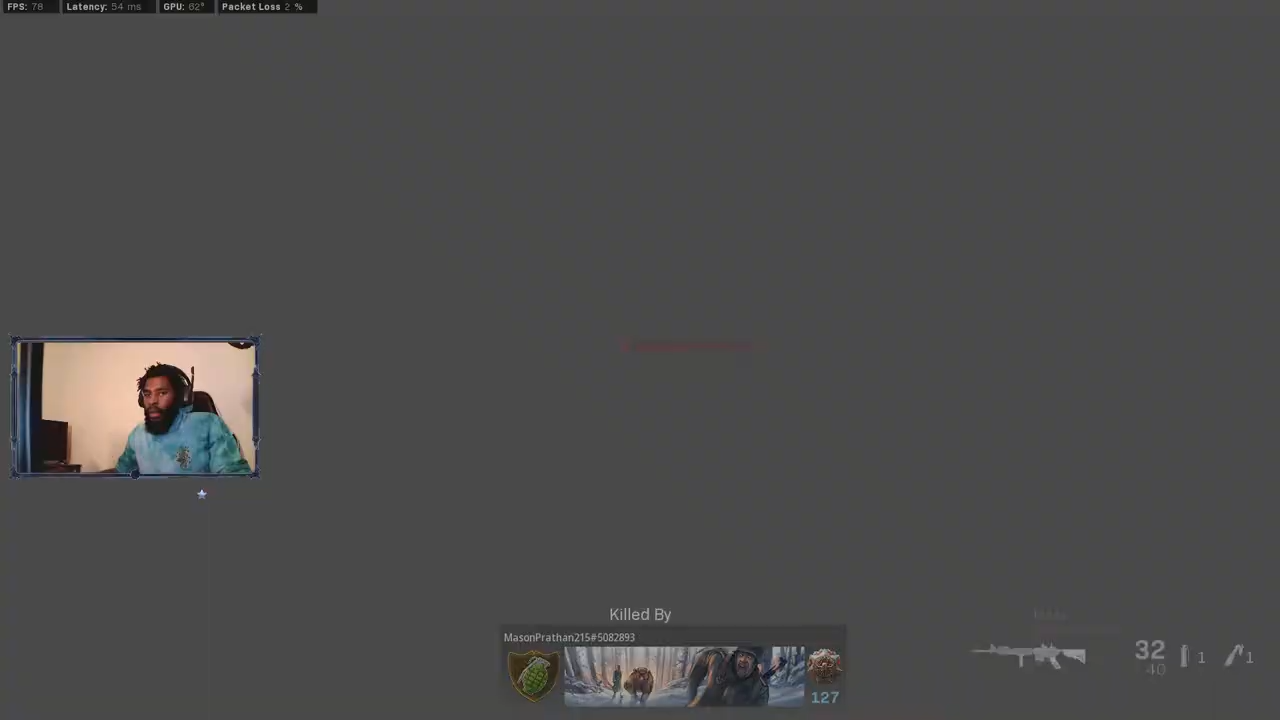 FPS: 78 Latency: 54 ms GPU: 62° Packet Loss 2 %
Killed By
MasonPrathan215#5082893
127
32
40
1
1